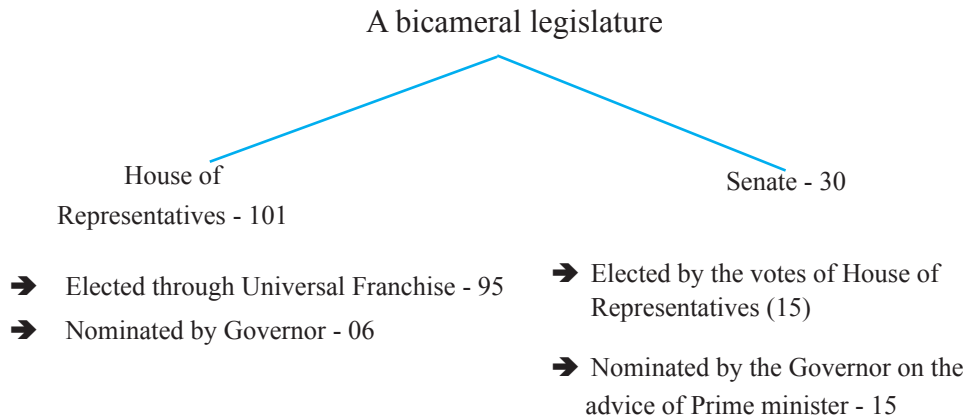 A bicameral legislature
House of
Representatives - 101
➔ Elected through Universal Franchise - 95
➔ Nominated by Governor - 06
Senate - 30
➔ Elected by the votes of House of
Representatives (15)
➔ Nominated by the Governor on the
advice of Prime minister - 15